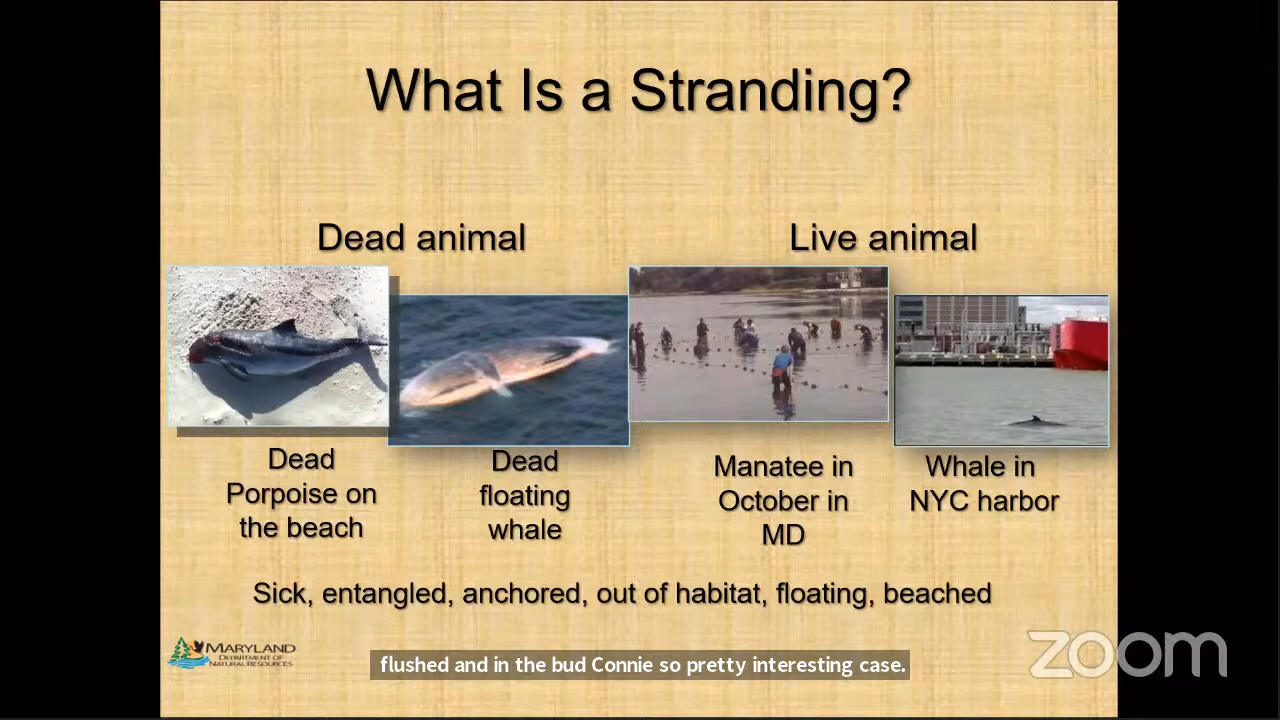 What Is a Stranding?
Dead animal
Live animal
Dead
Porpoise on
the beach
Dead
floating
whale
Manatee in
October in
MD
Whale in
NYC harbor
Sick, entangled, anchored, out of habitat, floating, beached
MARYLAND
DEPARTMENT OF
NATURAL RESOURCES
flushed and in the bud Connie so pretty interesting case.
zoom